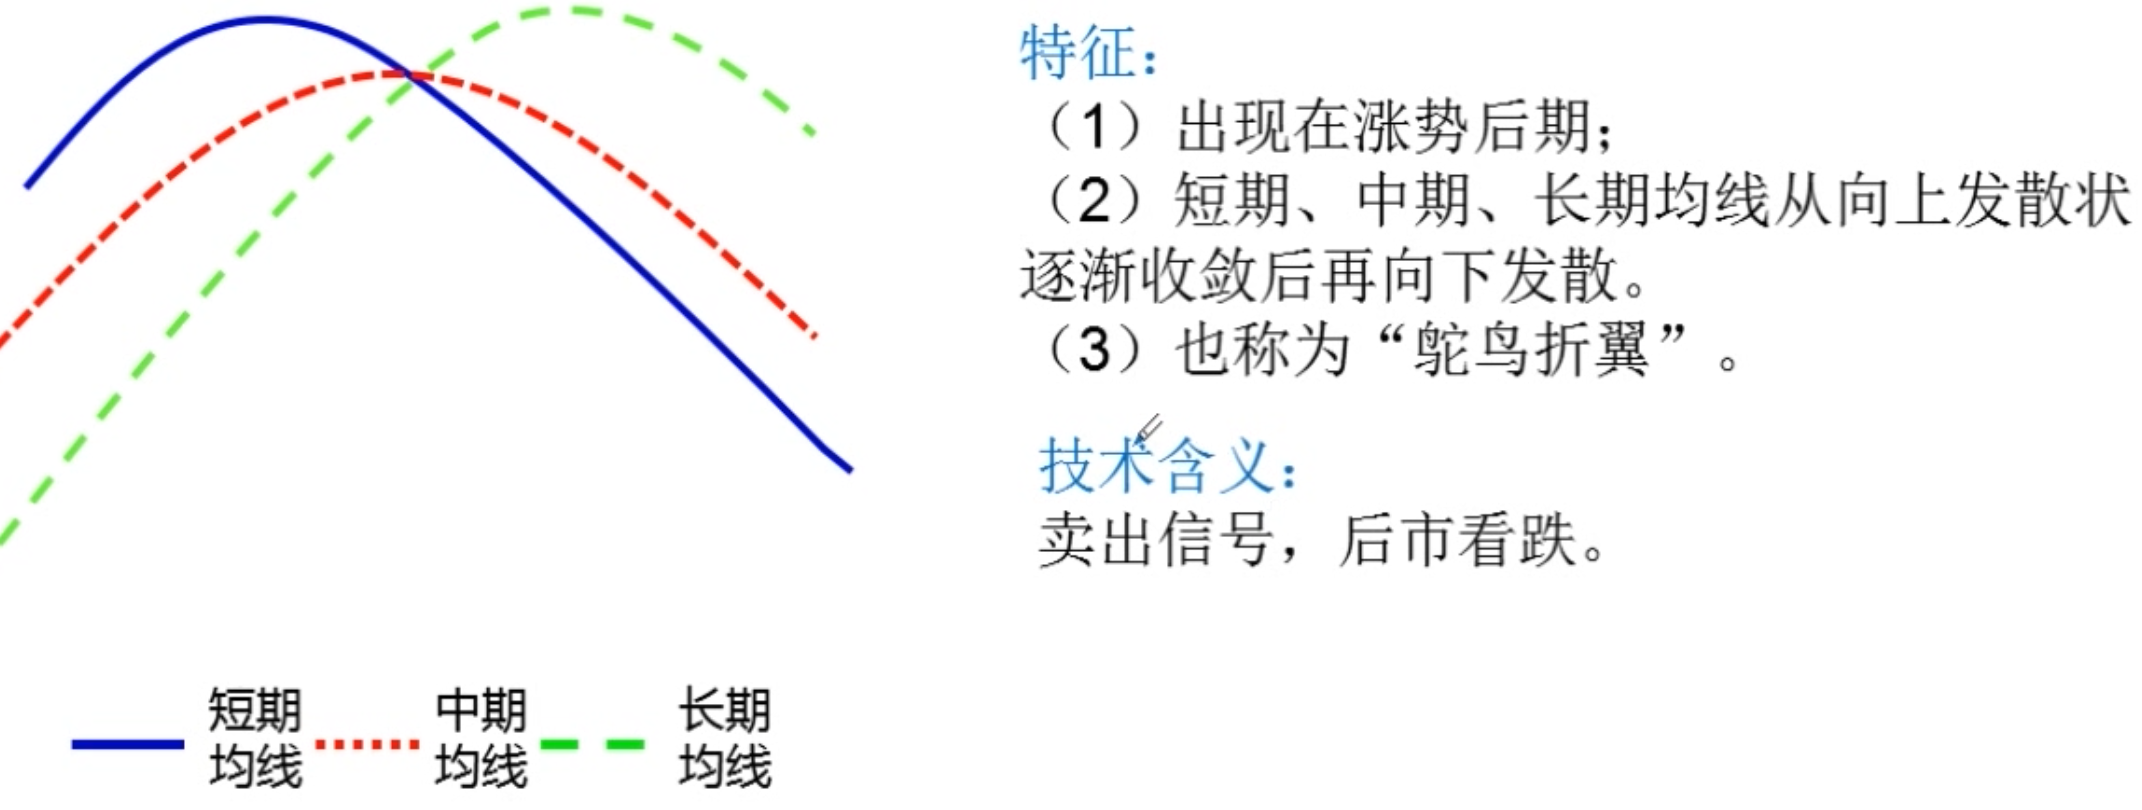 特征：
（1）出现在涨势后期；
（2）短期、中期、长期均线从向上发散状
逐渐收敛后再向下发散。
（3）也称为“鸵鸟折翼”。
技术含义：
卖出信号，后市看跌。
短期
均线
中期
均线
长期
均线